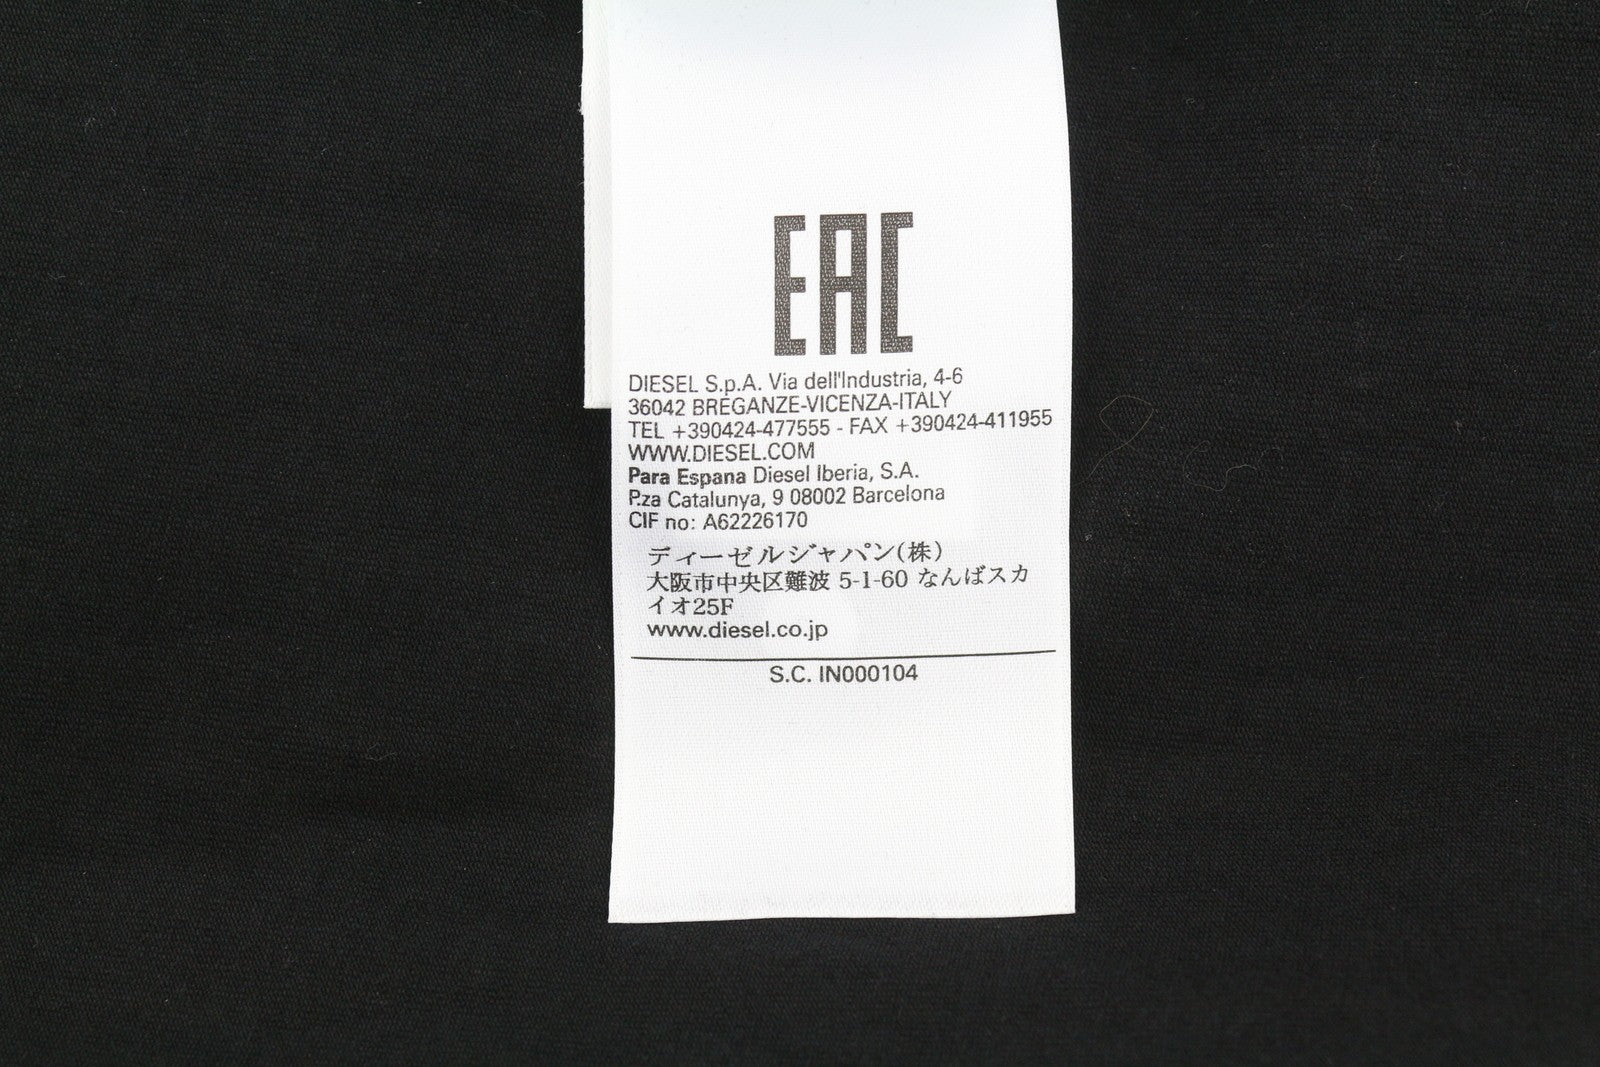 EAC
DIESEL S.p.A. Via dell'Industria, 4-6
36042 BREGANZE-VICENZA-ITALY
TEL +390424-477555 - FAX +390424-411955
WWW.DIESEL.COM
Para Espana Diesel Iberia, S.A.
P.za Catalunya, 9 08002 Barcelona
CIF no: A62226170
ディーゼルジャパン(株)
大阪市中央区難波 5-1-60 なんばスカ
イオ25F
www.diesel.co.jp
S.C. IN000104